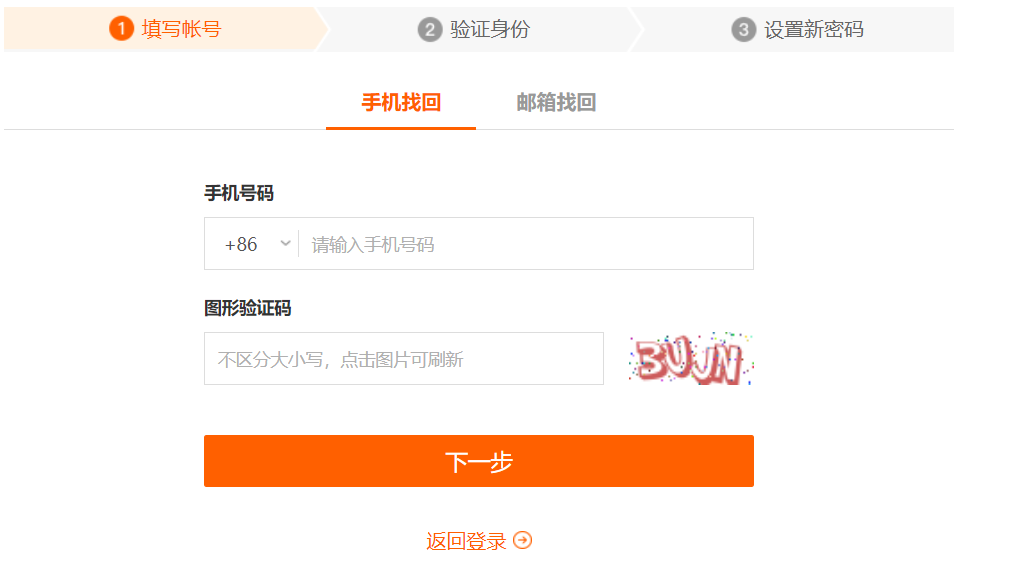 1 填写帐号
2 验证身份
3 设置新密码
手机找回 邮箱找回
手机号码
+86 请输入手机号码
图形验证码
不区分大小写，点击图片可刷新
下一步
返回登录